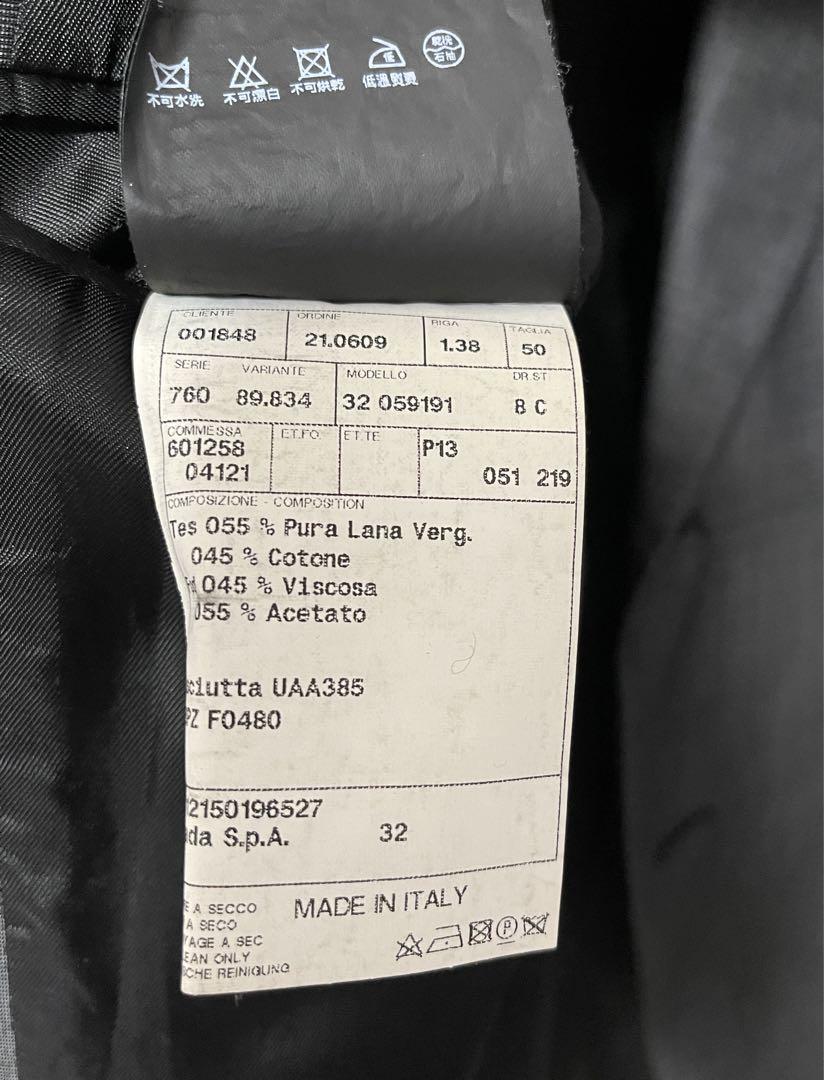 不可水洗 不可漂白 不可烘乾 低溫熨燙 乾洗
石油
低
CLIENTE ORDINE RIGA TAGLIA
001848 21.0609 1.38 50
SERIE VARIANTE MODELLO DR.ST
760 89.834 32 059191 8 C
COMMESSA ET.FO ET.TE
601258 P13
04121 051 219
COMPOSIZIONE - COMPOSITION
Tes 055 % Pura Lana Verg.
045 % Cotone
045 % Viscosa
055 % Acetato
UAA385
F0480
2150196527
S.p.A. 32
A SECCO MADE IN ITALY
A SECO
A SEC
ONLY
REINIGUNG
P